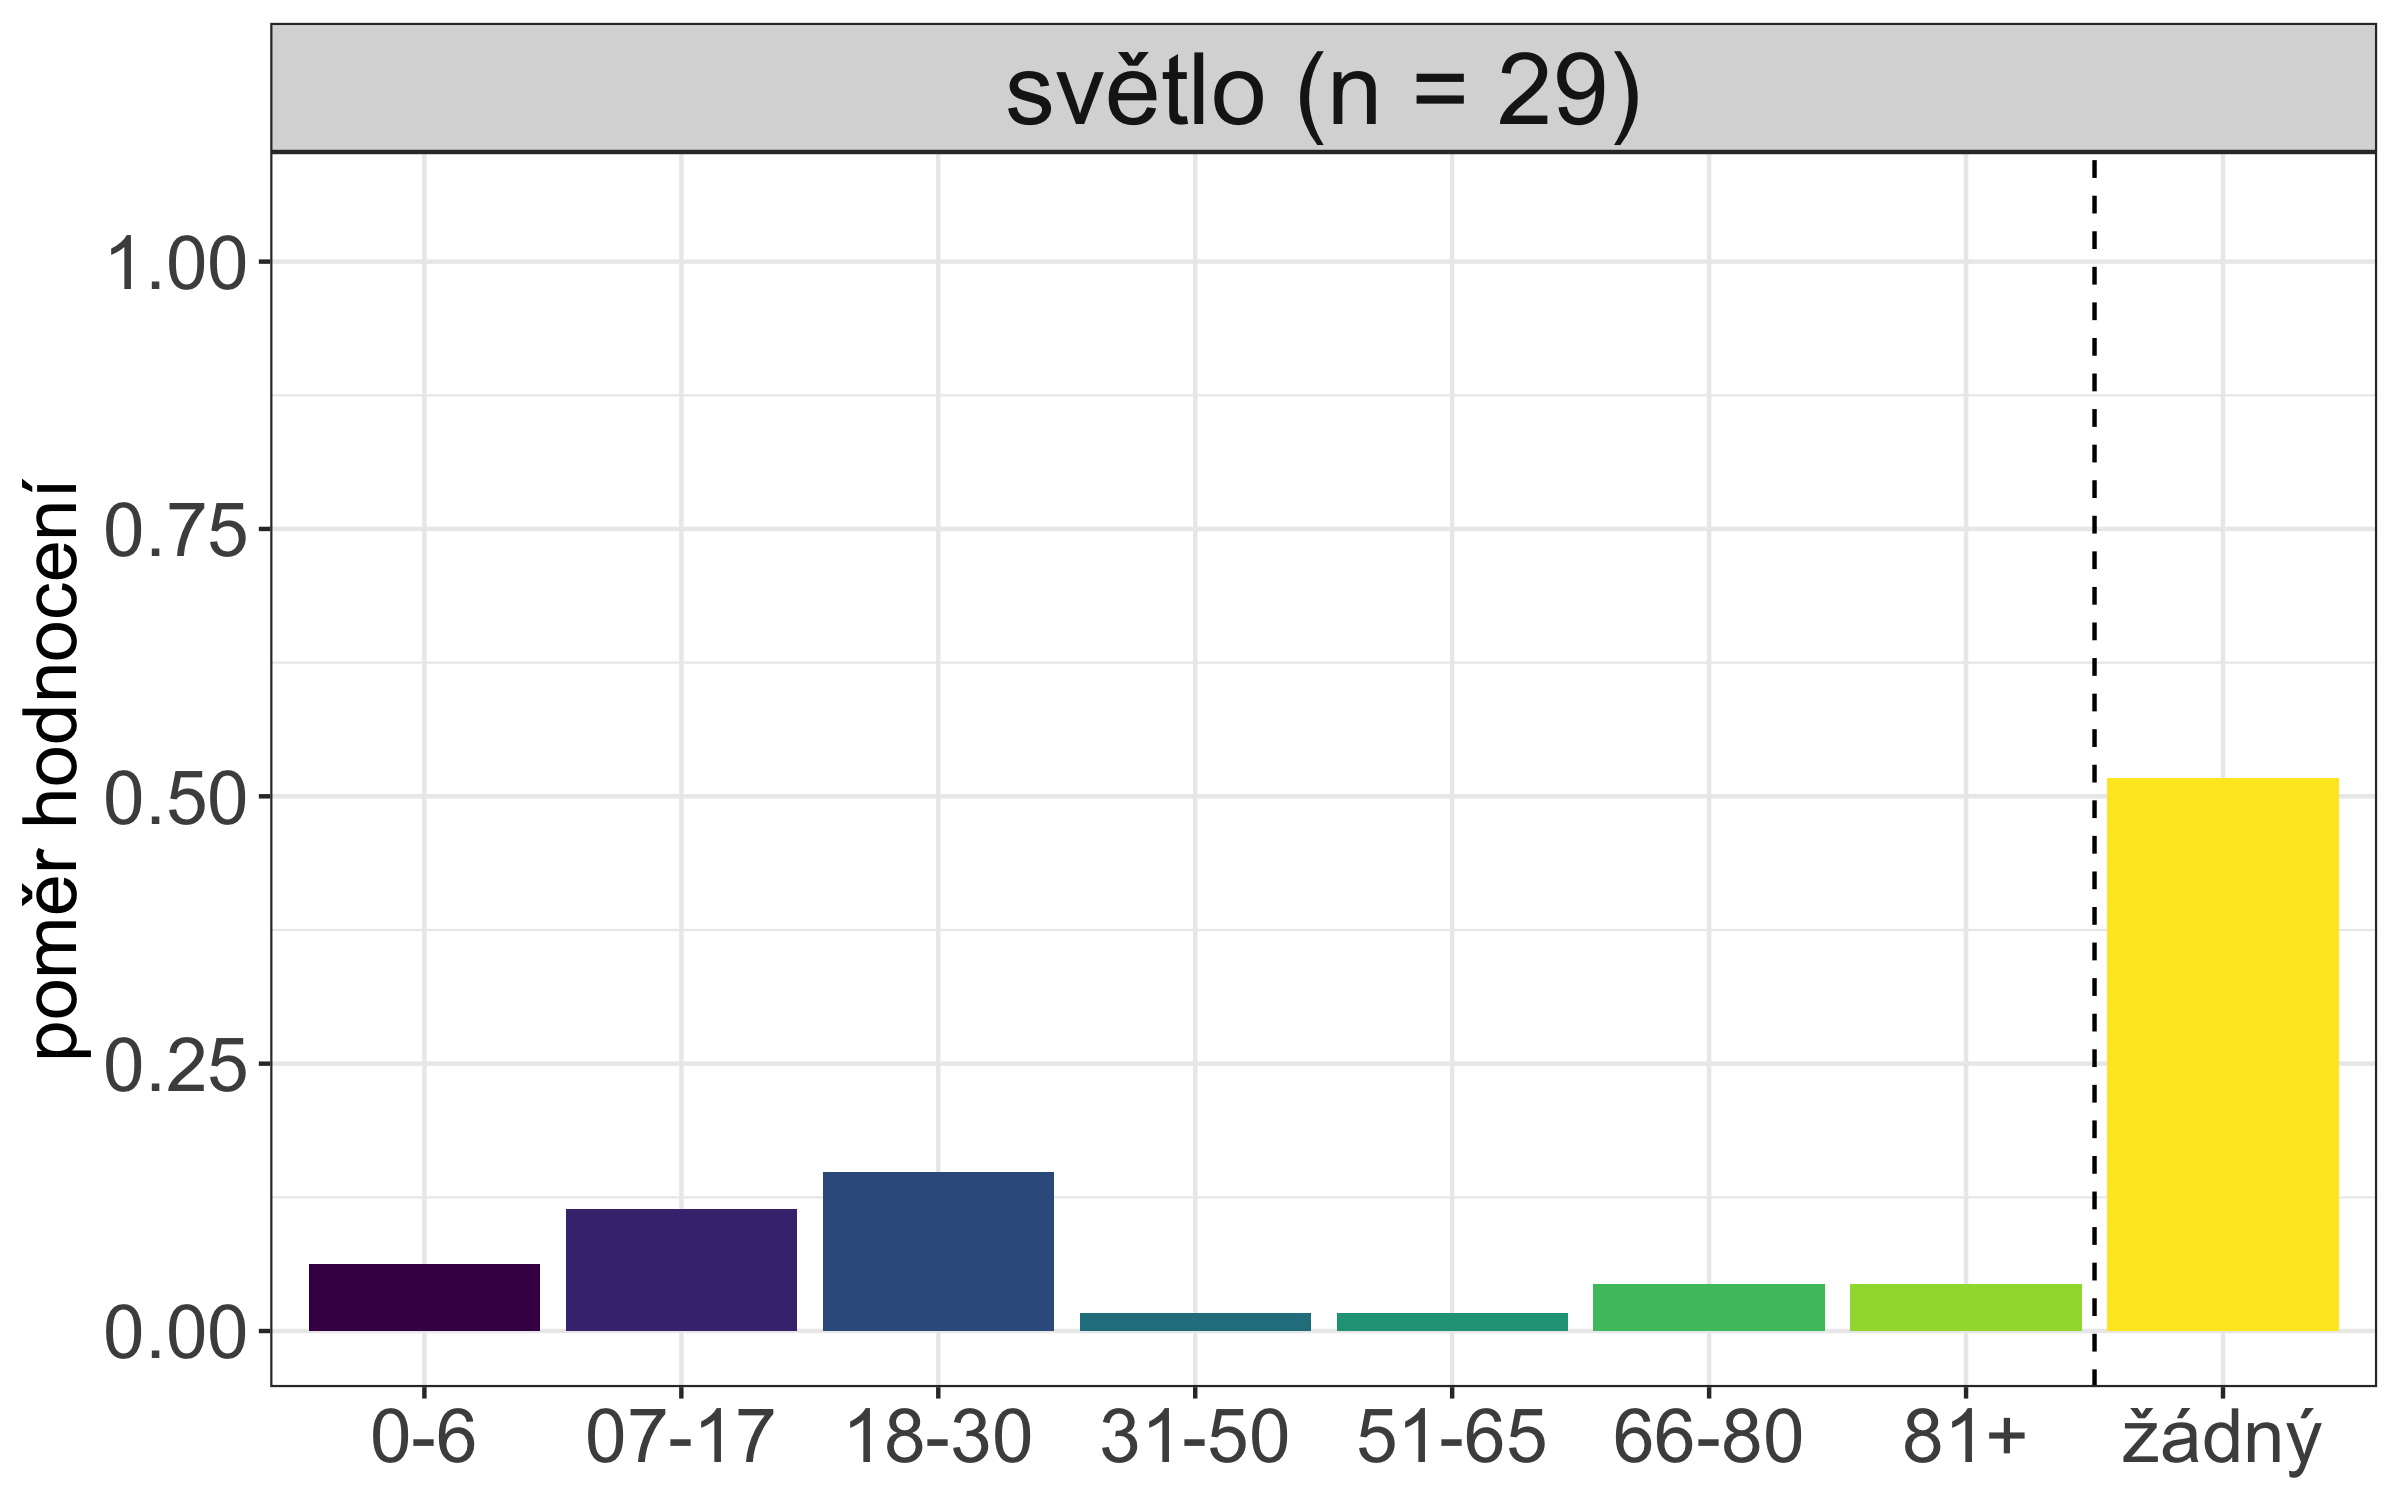 světlo (n = 29)
poměr hodnocení
1.00
0.75
0.50
0.25
0.00
0-6 07-17 18-30 31-50 51-65 66-80 81+ žádný